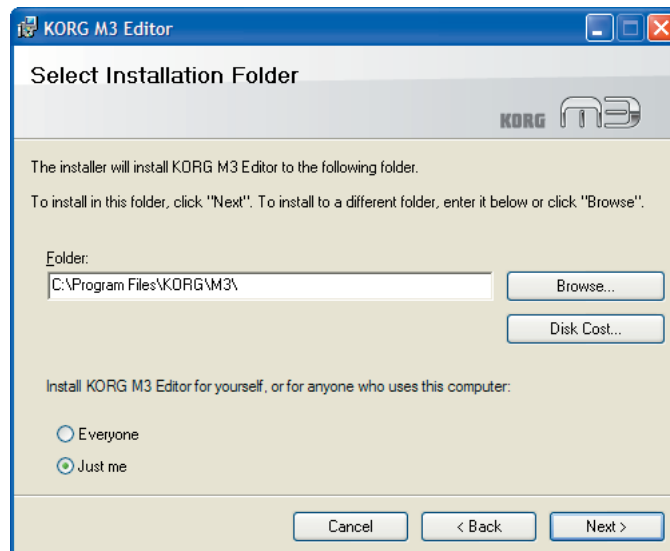 KORG M3 Editor
Select Installation Folder
KORG M3
The installer will install KORG M3 Editor to the following folder.
To install in this folder, click "Next". To install to a different folder, enter it below or click "Browse".
Folder:
C:\Program Files\KORG\M3\
Browse...
Disk Cost...
Install KORG M3 Editor for yourself, or for anyone who uses this computer:
Everyone
Just me
Cancel
< Back
Next >